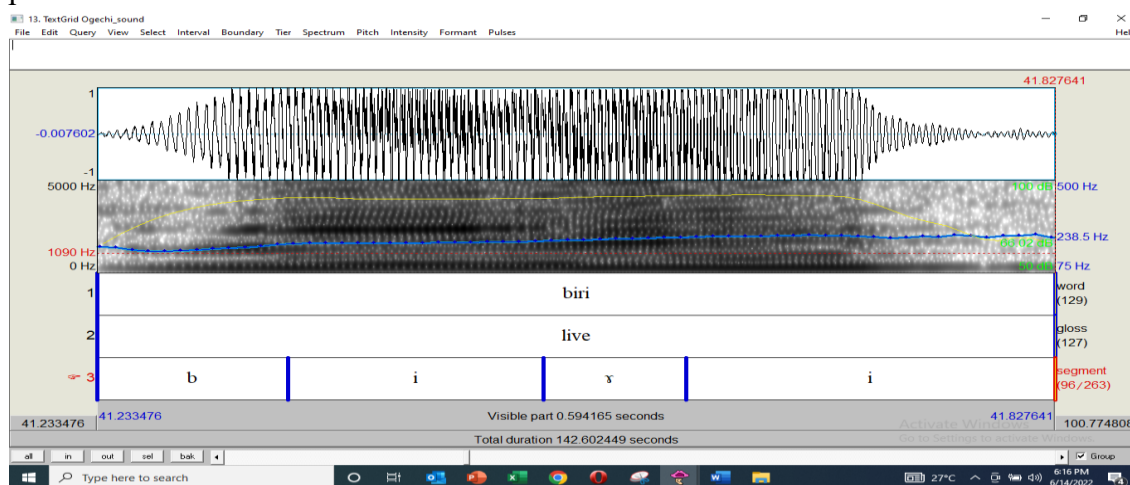 13. TextGrid Ogechi_sound
File Edit Query View Select Interval Boundary Tier Spectrum Pitch Intensity Formant Pulses Hel
41.827641
1
-0.007602
-1
5000 Hz 100 dB 500 Hz
238.5 Hz
1090 Hz
0 Hz 50 dB 75 Hz
1 biri word
(129)
2 live gloss
(127)
3 b i ɤ i segment
(96/263)
41.233476 41.233476 Visible part 0.594165 seconds 41.827641 100.774808
Total duration 142.602449 seconds
Activate Windows
Go to Settings to activate Windows.
all in out sel bak Group
Type here to search 27°C 6:16 PM
6/14/2022